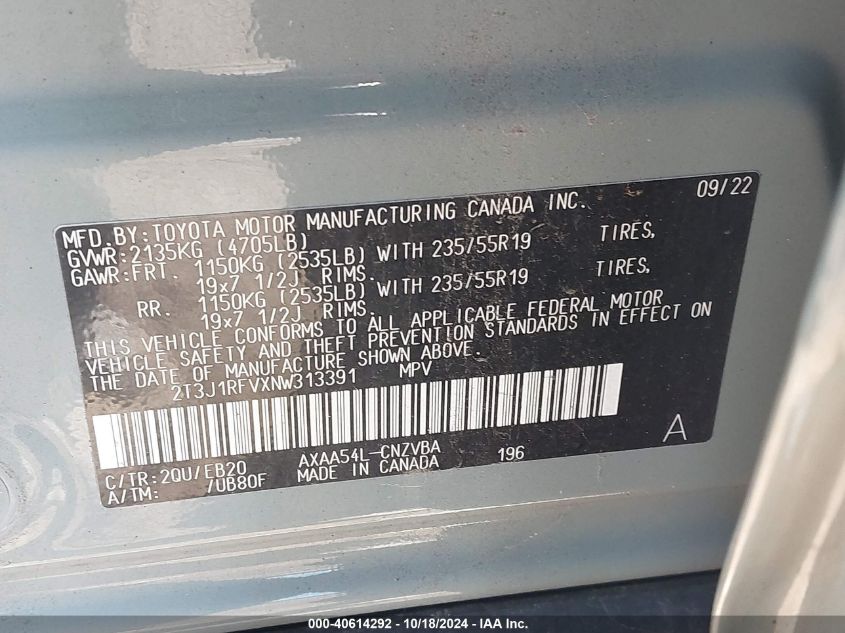 09/22
MFD.BY:TOYOTA MOTOR MANUFACTURING CANADA INC.
GVWR:2135KG (4705LB)
GAWR:FRT. 1150KG (2535LB) WITH 235/55R19 TIRES,
19x7 1/2J RIMS.
RR. 1150KG (2535LB) WITH 235/55R19 TIRES,
19x7 1/2J RIMS.
THIS VEHICLE CONFORMS TO ALL APPLICABLE FEDERAL MOTOR
VEHICLE SAFETY AND THEFT PREVENTION STANDARDS IN EFFECT ON
THE DATE OF MANUFACTURE SHOWN ABOVE.
2T3J1RFVXNW313391 MPV
A
C/TR:2QU/EB20 AXAA54L-CNZVBA 196
A/TM: /UB80F MADE IN CANADA
000-40614292 - 10/18/2024 - IAA Inc.